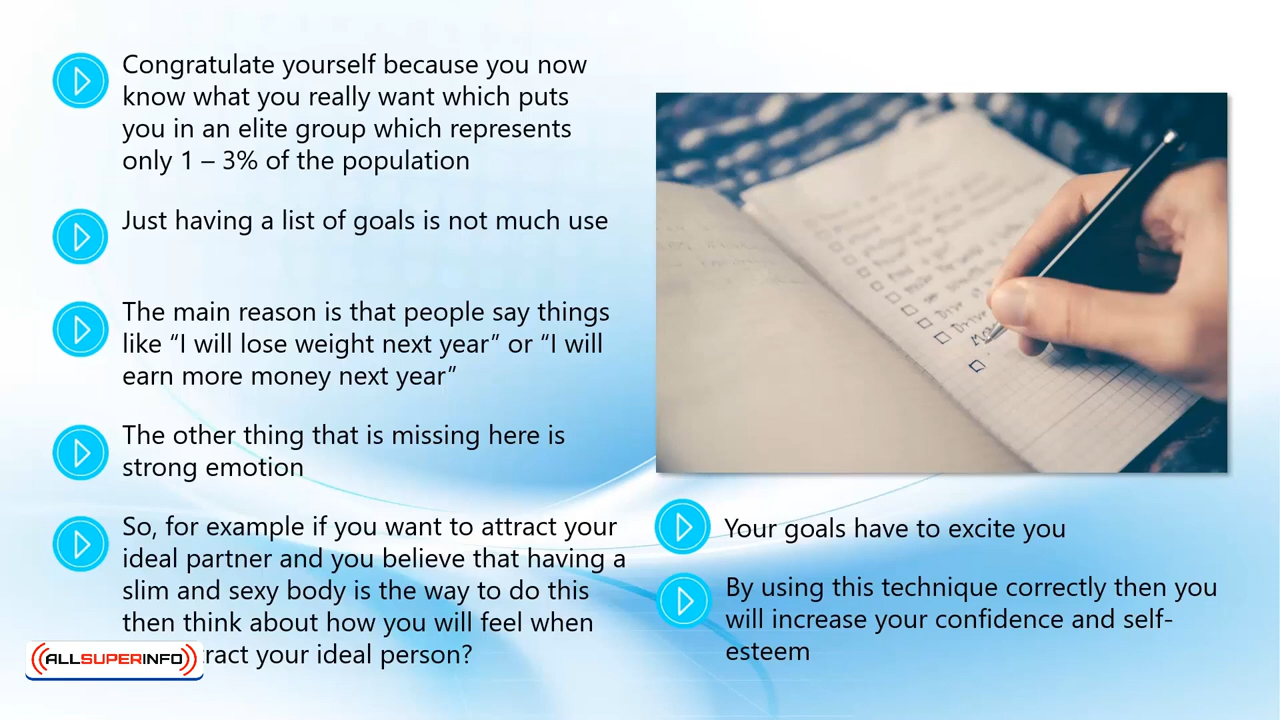 Congratulate yourself because you now
know what you really want which puts
you in an elite group which represents
only 1 – 3% of the population
Just having a list of goals is not much use
The main reason is that people say things
like “I will lose weight next year” or “I will
earn more money next year”
The other thing that is missing here is
strong emotion
So, for example if you want to attract your
ideal partner and you believe that having a
slim and sexy body is the way to do this
then think about how you will feel when
your ideal person?
ALLSUPERINFO
Your goals have to excite you
By using this technique correctly then you
will increase your confidence and self-
esteem